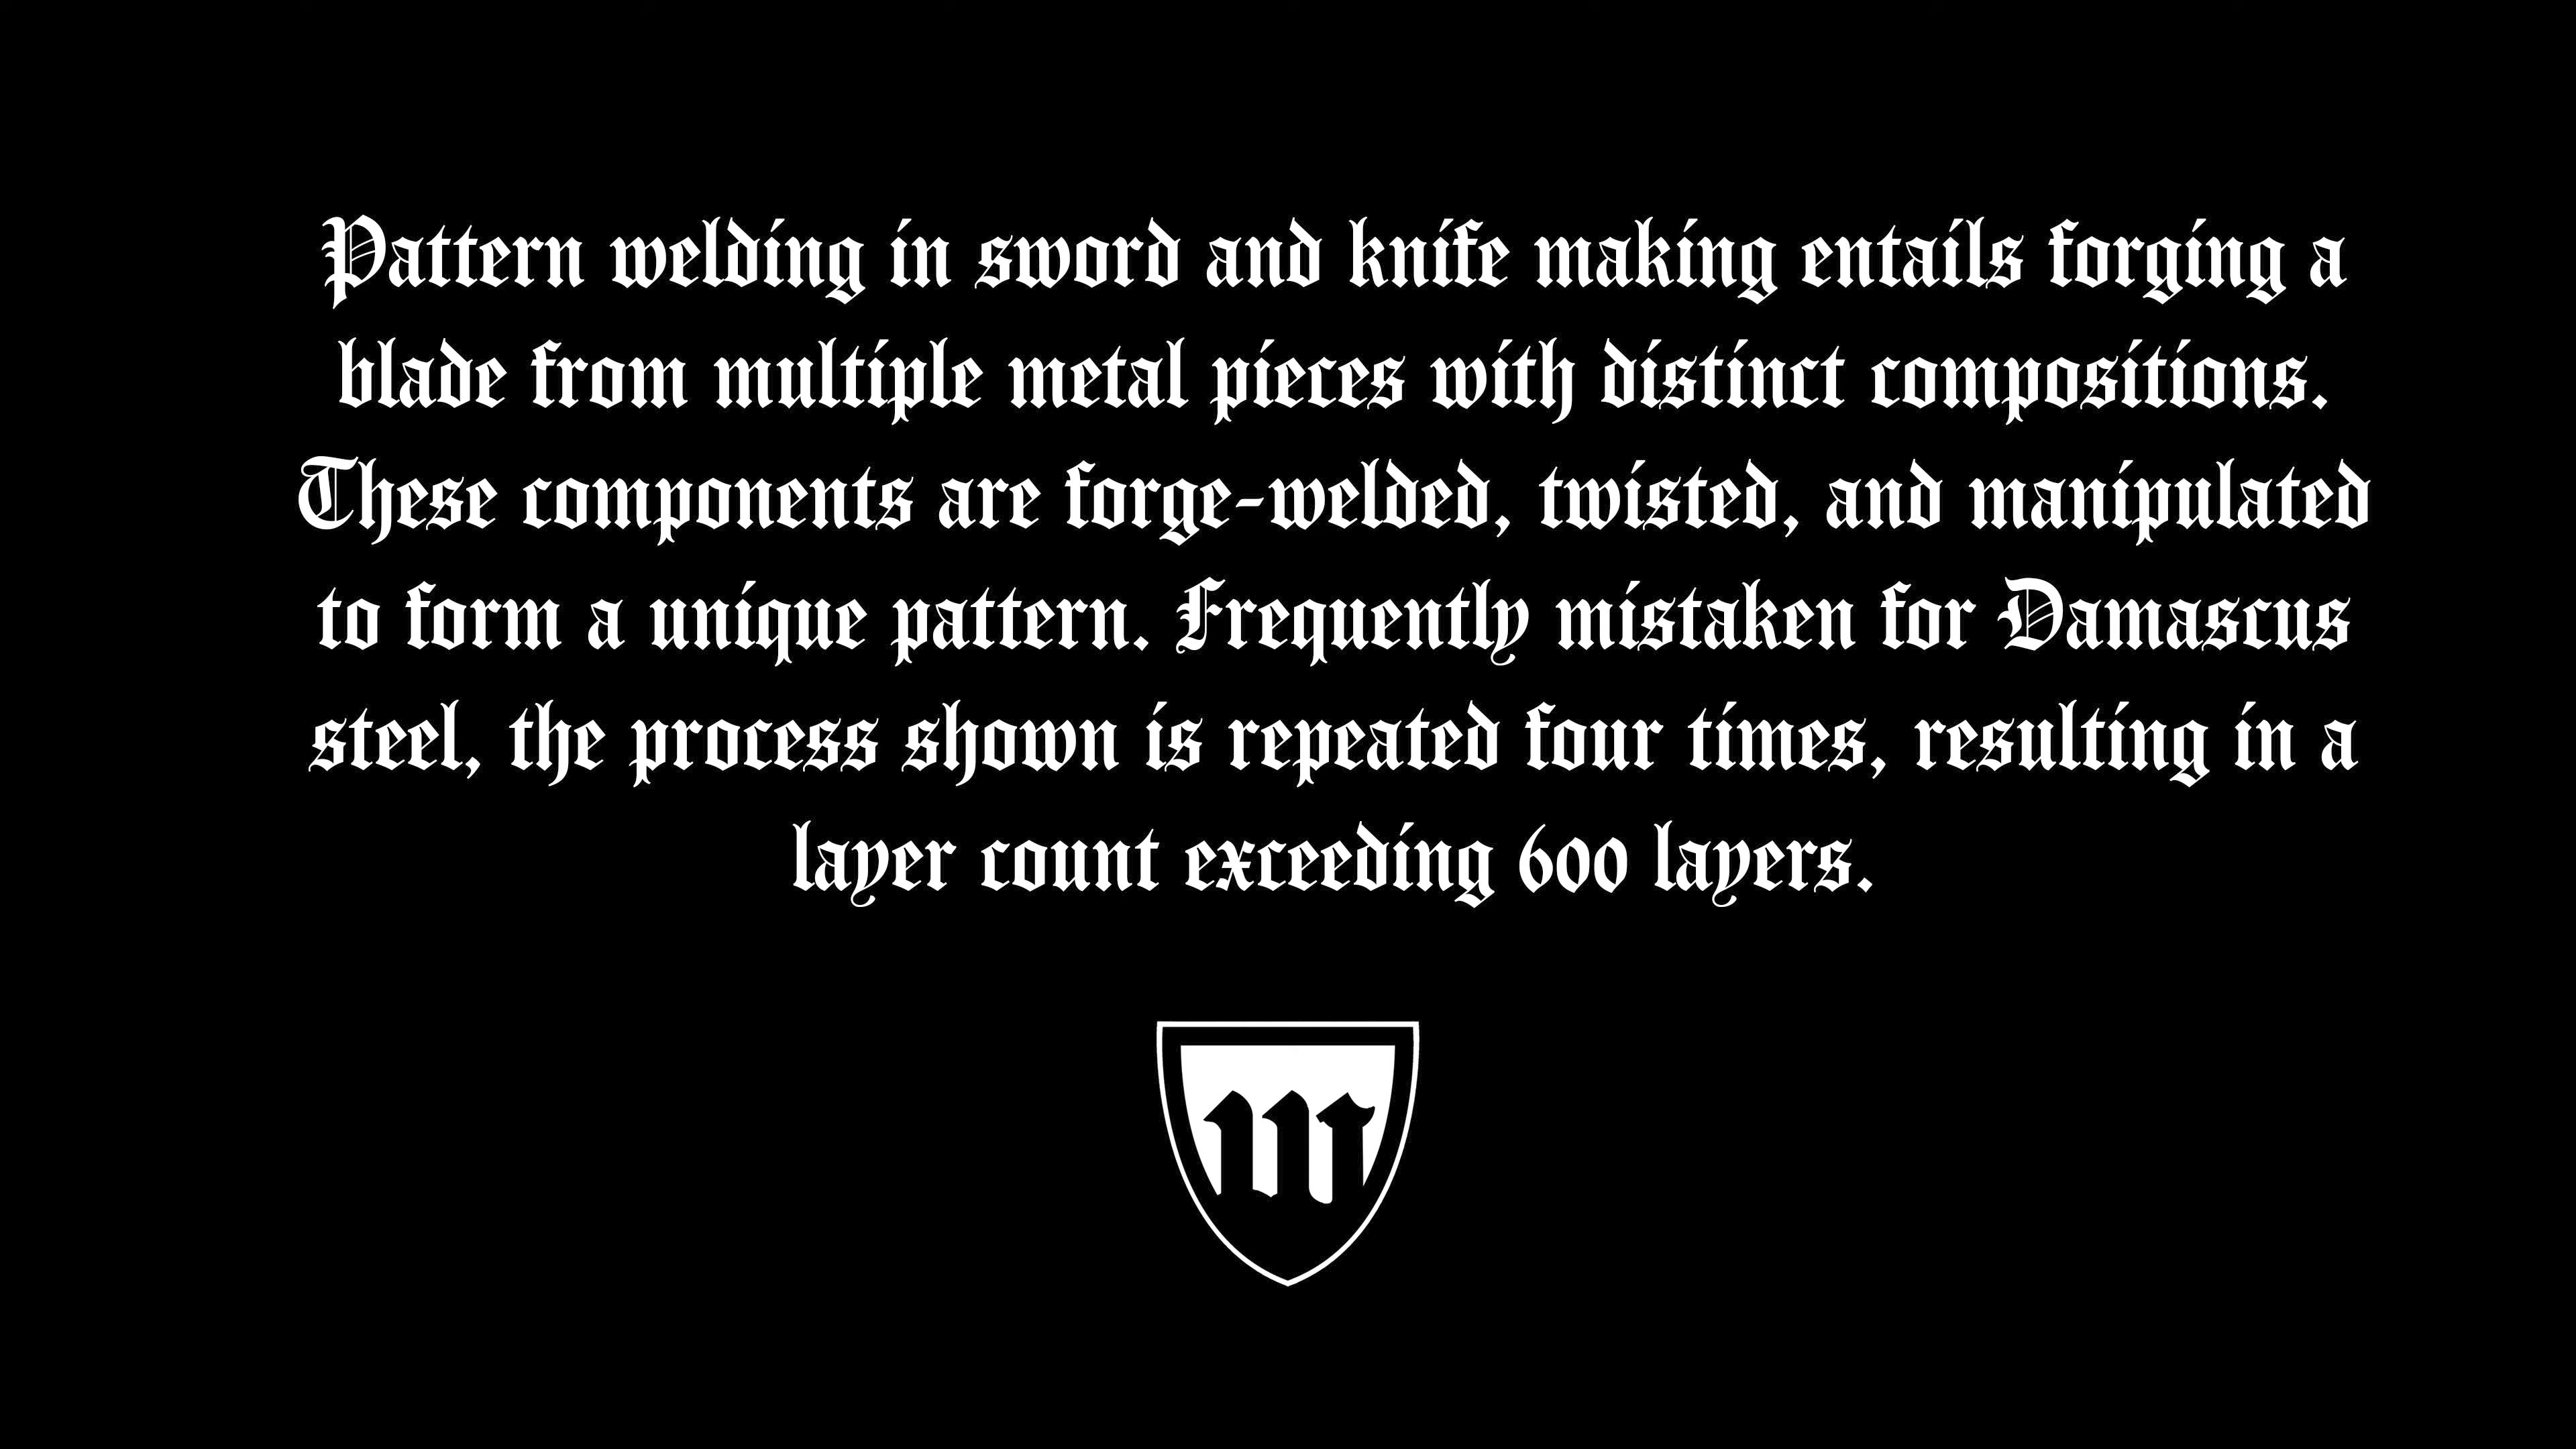 Pattern welding in sword and knife making entails forging a
blade from multiple metal pieces with distinct compositions.
These components are forge-welded, twisted, and manipulated
to form a unique pattern. Frequently mistaken for Damascus
steel, the process shown is repeated four times, resulting in a
layer count exceeding 600 layers.
m